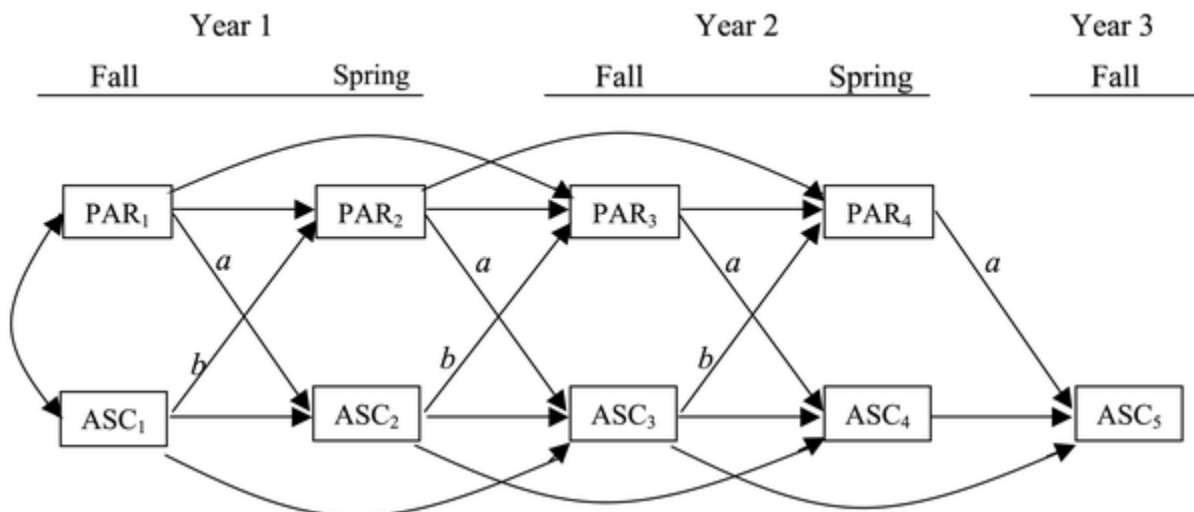 Year 1 Year 2 Year 3
Fall Spring Fall Spring Fall
PAR₁ PAR₂ PAR₃ PAR₄
a a a a
b b b
ASC₁ ASC₂ ASC₃ ASC₄ ASC₅